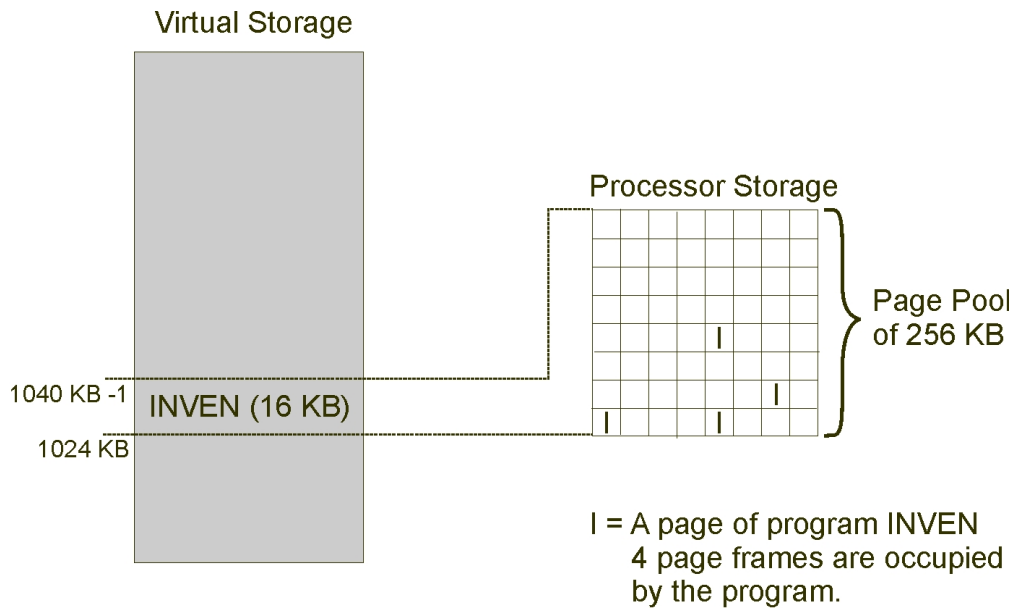 Virtual Storage
Processor Storage
Page Pool
of 256 KB
1040 KB -1
INVEN (16 KB)
1024 KB
I
I
I
I
I = A page of program INVEN
4 page frames are occupied
by the program.